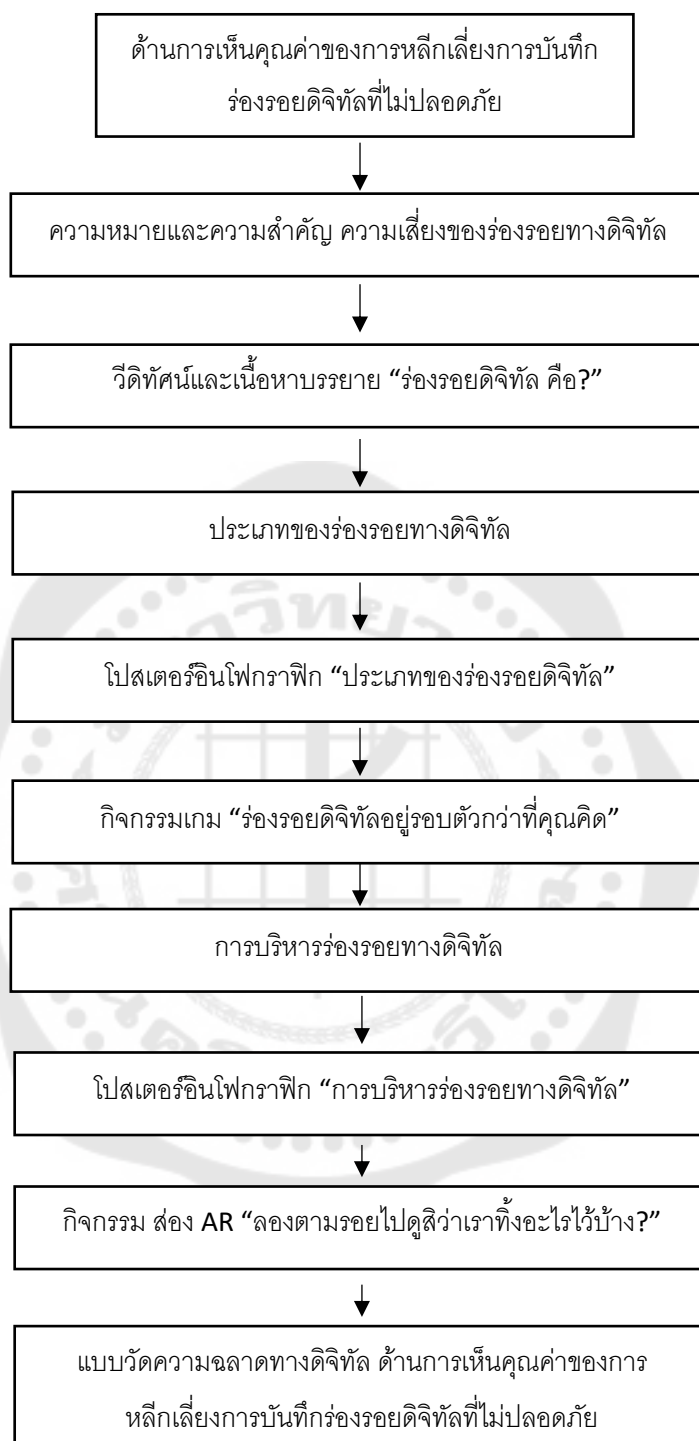 ด้านการเห็นคุณค่าของการหลีกเลี่ยงการบันทึก
ร่องรอยดิจิทัลที่ไม่ปลอดภัย
ความหมายและความสำคัญ ความเสี่ยงของร่องรอยทางดิจิทัล
วีดิทัศน์และเนื้อหาบรรยาย “ร่องรอยดิจิทัล คือ?”
ประเภทของร่องรอยทางดิจิทัล
โปสเตอร์อินโฟกราฟิก “ประเภทของร่องรอยดิจิทัล”
กิจกรรมเกม “ร่องรอยดิจิทัลอยู่รอบตัวกว่าที่คุณคิด”
การบริหารร่องรอยทางดิจิทัล
โปสเตอร์อินโฟกราฟิก “การบริหารร่องรอยทางดิจิทัล”
กิจกรรม ส่อง AR “ลองตามรอยไปดูสิว่าเราทิ้งอะไรไว้บ้าง?”
แบบวัดความฉลาดทางดิจิทัล ด้านการเห็นคุณค่าของการ
หลีกเลี่ยงการบันทึกร่องรอยดิจิทัลที่ไม่ปลอดภัย